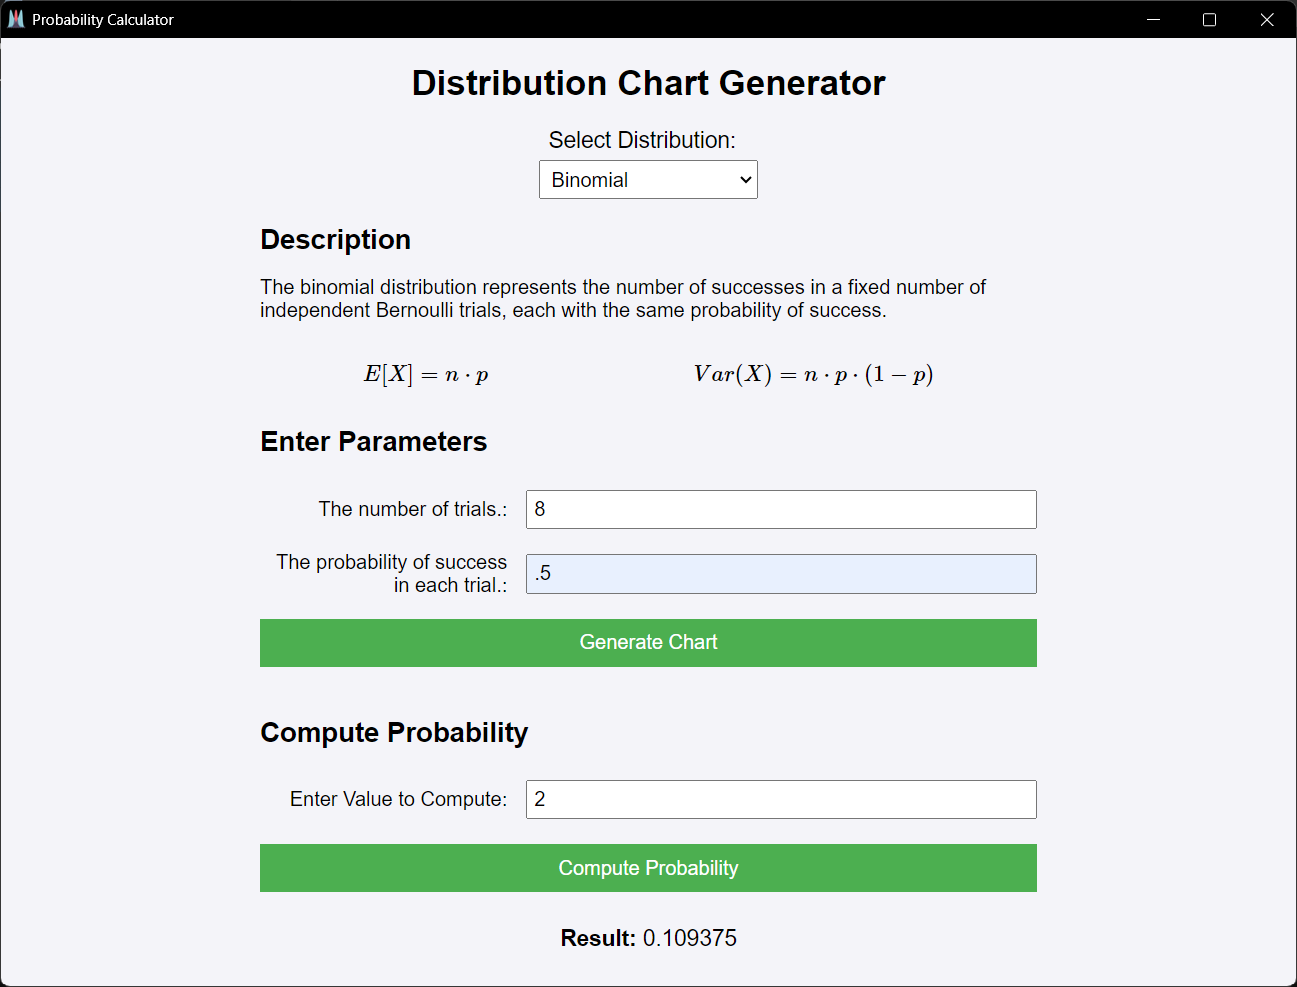 Probability Calculator
Distribution Chart Generator
Select Distribution:
Binomial
Description
The binomial distribution represents the number of successes in a fixed number of
independent Bernoulli trials, each with the same probability of success.
E[X] = n · p
Var(X) = n · p · (1 − p)
Enter Parameters
The number of trials.: 8
The probability of success
in each trial.: .5
Generate Chart
Compute Probability
Enter Value to Compute: 2
Compute Probability
Result: 0.109375